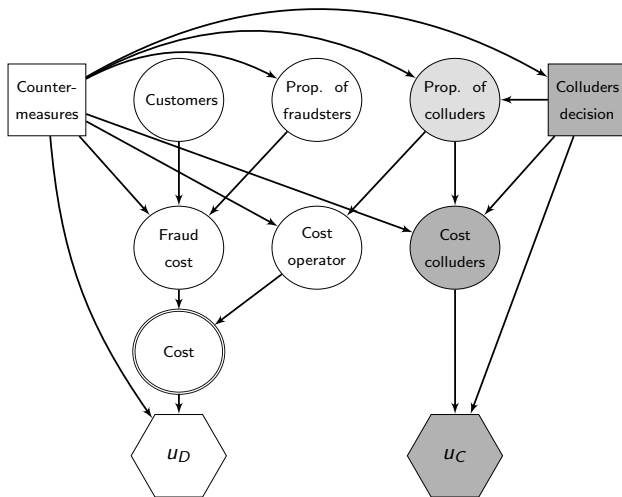 Counter-
measures
Customers
Prop. of
fraudsters
Prop. of
colluders
Colluders
decision
Fraud
cost
Cost
operator
Cost
colluders
Cost
u_D
u_C